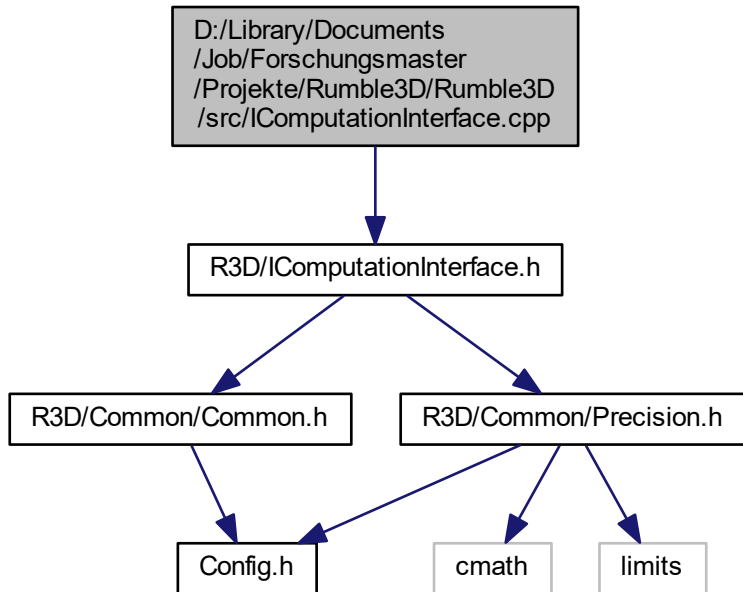 D:/Library/Documents
/Job/Forschungsmaster
/Projekte/Rumble3D/Rumble3D
/src/IComputationInterface.cpp
R3D/IComputationInterface.h
R3D/Common/Common.h
R3D/Common/Precision.h
Config.h
cmath
limits